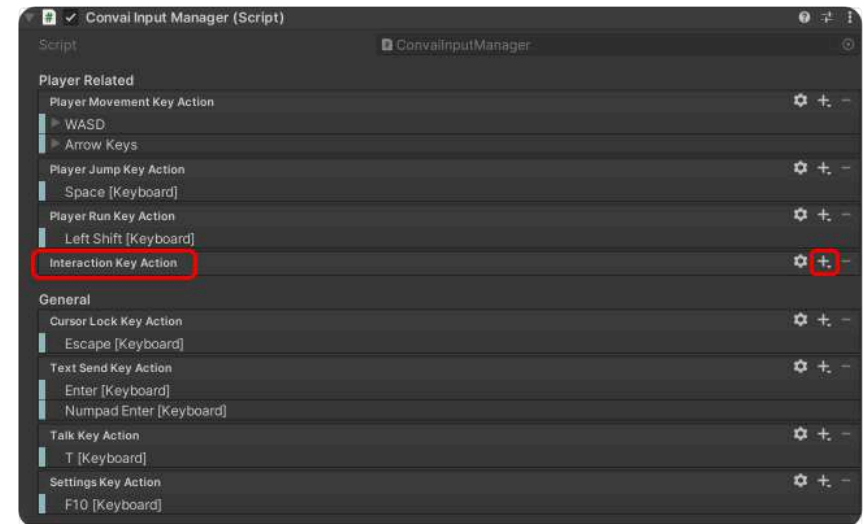 Convai Input Manager (Script)
Script ConvaiInputManager
Player Related
Player Movement Key Action
WASD
Arrow Keys
Player Jump Key Action
Space [Keyboard]
Player Run Key Action
Left Shift [Keyboard]
Interaction Key Action
General
Cursor Lock Key Action
Escape [Keyboard]
Text Send Key Action
Enter [Keyboard]
Numpad Enter [Keyboard]
Talk Key Action
T [Keyboard]
Settings Key Action
F10 [Keyboard]